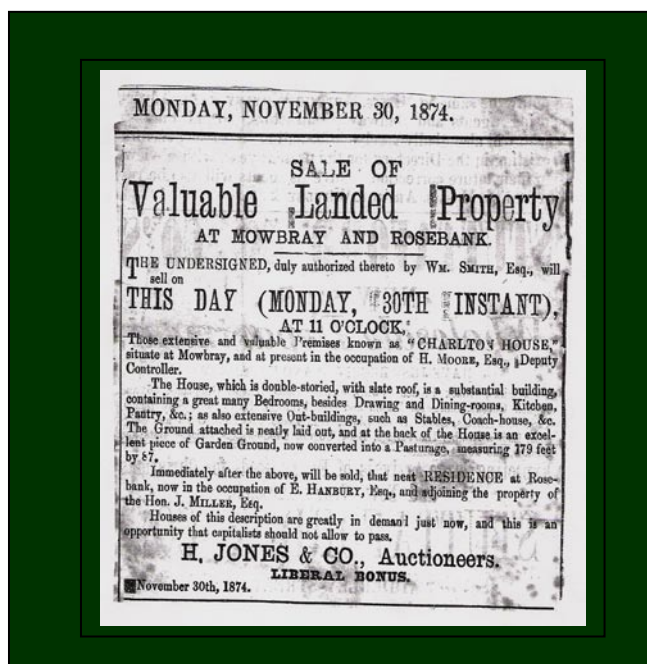 MONDAY, NOVEMBER 30, 1874.
SALE OF
Valuable Landed Property
AT MOWBRAY AND ROSEBANK.
THE UNDERSIGNED, duly authorized thereto by WM. SMITH, Esq., will
sell on
THIS DAY (MONDAY, 30TH INSTANT),
AT 11 O'CLOCK,
Those extensive and valuable Premises known as "CHARLTON HOUSE,"
situate at Mowbray, and at present in the occupation of H. MOORE, Esq., Deputy
Controller.
The House, which is double-storied, with slate roof, is a substantial building,
containing a great many Bedrooms, besides Drawing and Dining-rooms, Kitchen,
Pantry, &c.; as also extensive Out-buildings, such as Stables, Coach-house, &c.
The Ground attached is neatly laid out, and at the back of the House is an excel-
lent piece of Garden Ground, now converted into a Pasturage, measuring 179 feet
by 87.
Immediately after the above, will be sold, that neat RESIDENCE at Rose-
bank, now in the occupation of E. HANBURY, Esq., and adjoining the property of
the Hon. J. MILLER, Esq.
Houses of this description are greatly in demand just now, and this is an
opportunity that capitalists should not allow to pass.
H. JONES & CO., Auctioneers.
LIBERAL BONUS.
November 30th, 1874.